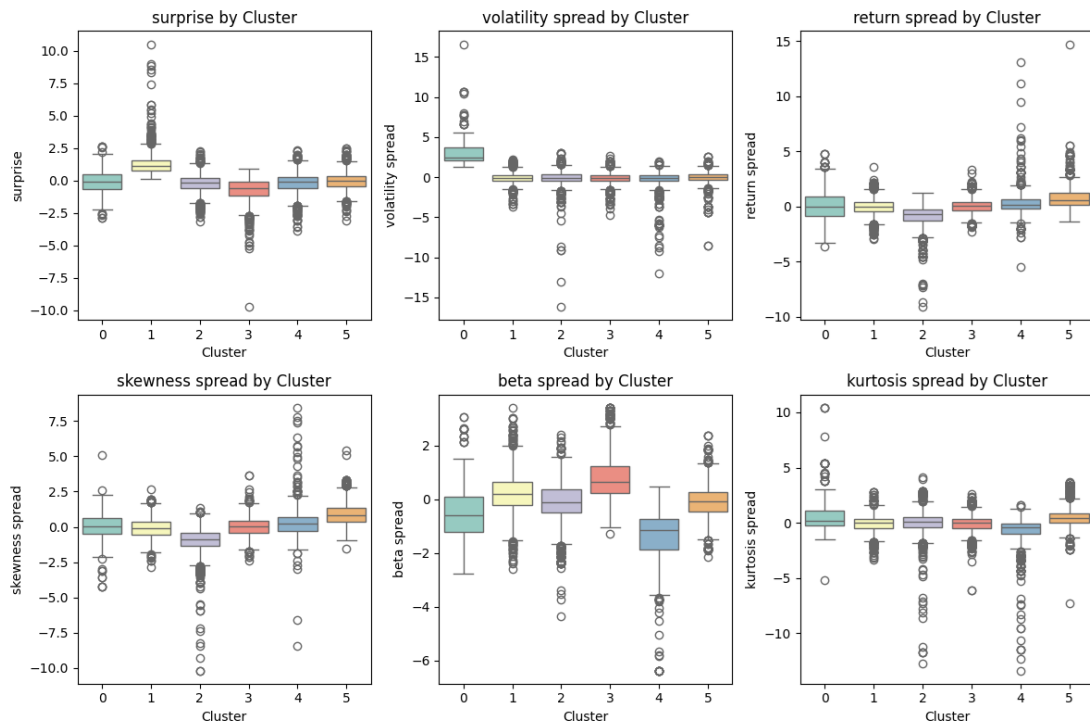 surprise by Cluster
surprise
10.0
7.5
5.0
2.5
0.0
−2.5
−5.0
−7.5
−10.0
0 1 2 3 4 5
Cluster
volatility spread by Cluster
volatility spread
15
10
5
0
−5
−10
−15
0 1 2 3 4 5
Cluster
return spread by Cluster
return spread
15
10
5
0
−5
−10
0 1 2 3 4 5
Cluster
skewness spread by Cluster
skewness spread
7.5
5.0
2.5
0.0
−2.5
−5.0
−7.5
−10.0
0 1 2 3 4 5
Cluster
beta spread by Cluster
beta spread
2
0
−2
−4
−6
0 1 2 3 4 5
Cluster
kurtosis spread by Cluster
kurtosis spread
10
5
0
−5
−10
0 1 2 3 4 5
Cluster